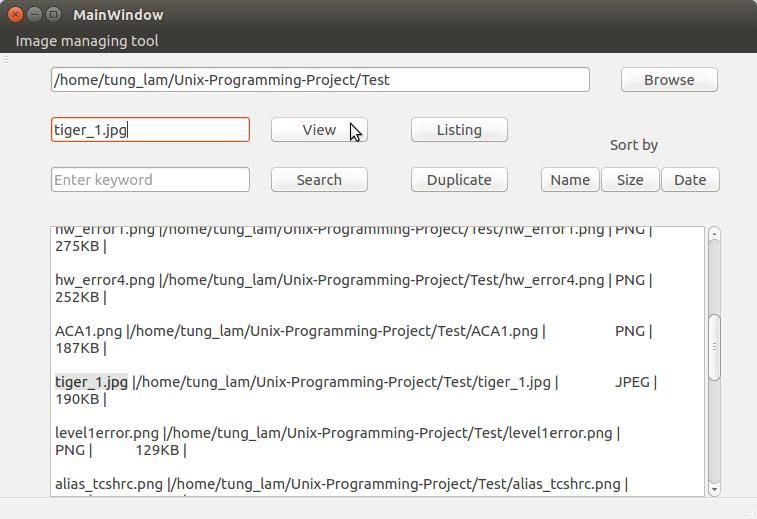 MainWindow
Image managing tool
/home/tung_lam/Unix-Programming-Project/Test
Browse
tiger_1.jpg
View
Listing
Sort by
Enter keyword
Search
Duplicate
Name
Size
Date
hw_error1.png |/home/tung_lam/Unix-Programming-Project/Test/hw_error1.png | PNG |
275KB |
hw_error4.png |/home/tung_lam/Unix-Programming-Project/Test/hw_error4.png | PNG |
252KB |
ACA1.png |/home/tung_lam/Unix-Programming-Project/Test/ACA1.png | PNG |
187KB |
tiger_1.jpg |/home/tung_lam/Unix-Programming-Project/Test/tiger_1.jpg | JPEG |
190KB |
level1error.png |/home/tung_lam/Unix-Programming-Project/Test/level1error.png |
PNG | 129KB |
alias_tcshrc.png |/home/tung_lam/Unix-Programming-Project/Test/alias_tcshrc.png |